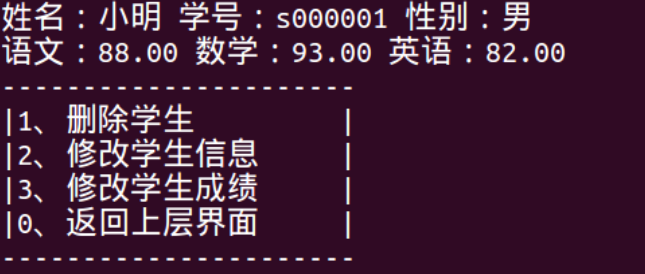 姓名：小明 学号：s000001 性别：男
语文：88.00 数学：93.00 英语：82.00
----------------------
|1、删除学生         |
|2、修改学生信息     |
|3、修改学生成绩     |
|0、返回上层界面     |
----------------------